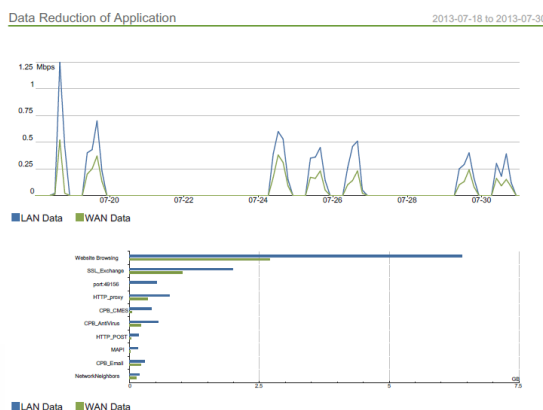 Data Reduction of Application
2013-07-18 to 2013-07-30
1.25 Mbps
1
0.75
0.5
0.25
0
07-20 07-22 07-24 07-26 07-28 07-30
LAN Data WAN Data
Website Browsing
SSL_Exchange
port:49156
HTTP_proxy
CPB_CMES
CPB_AntiVirus
HTTP_POST
MAPI
CPB_Email
NetworkNeighbors
GB
2.5 5 7.5
LAN Data WAN Data